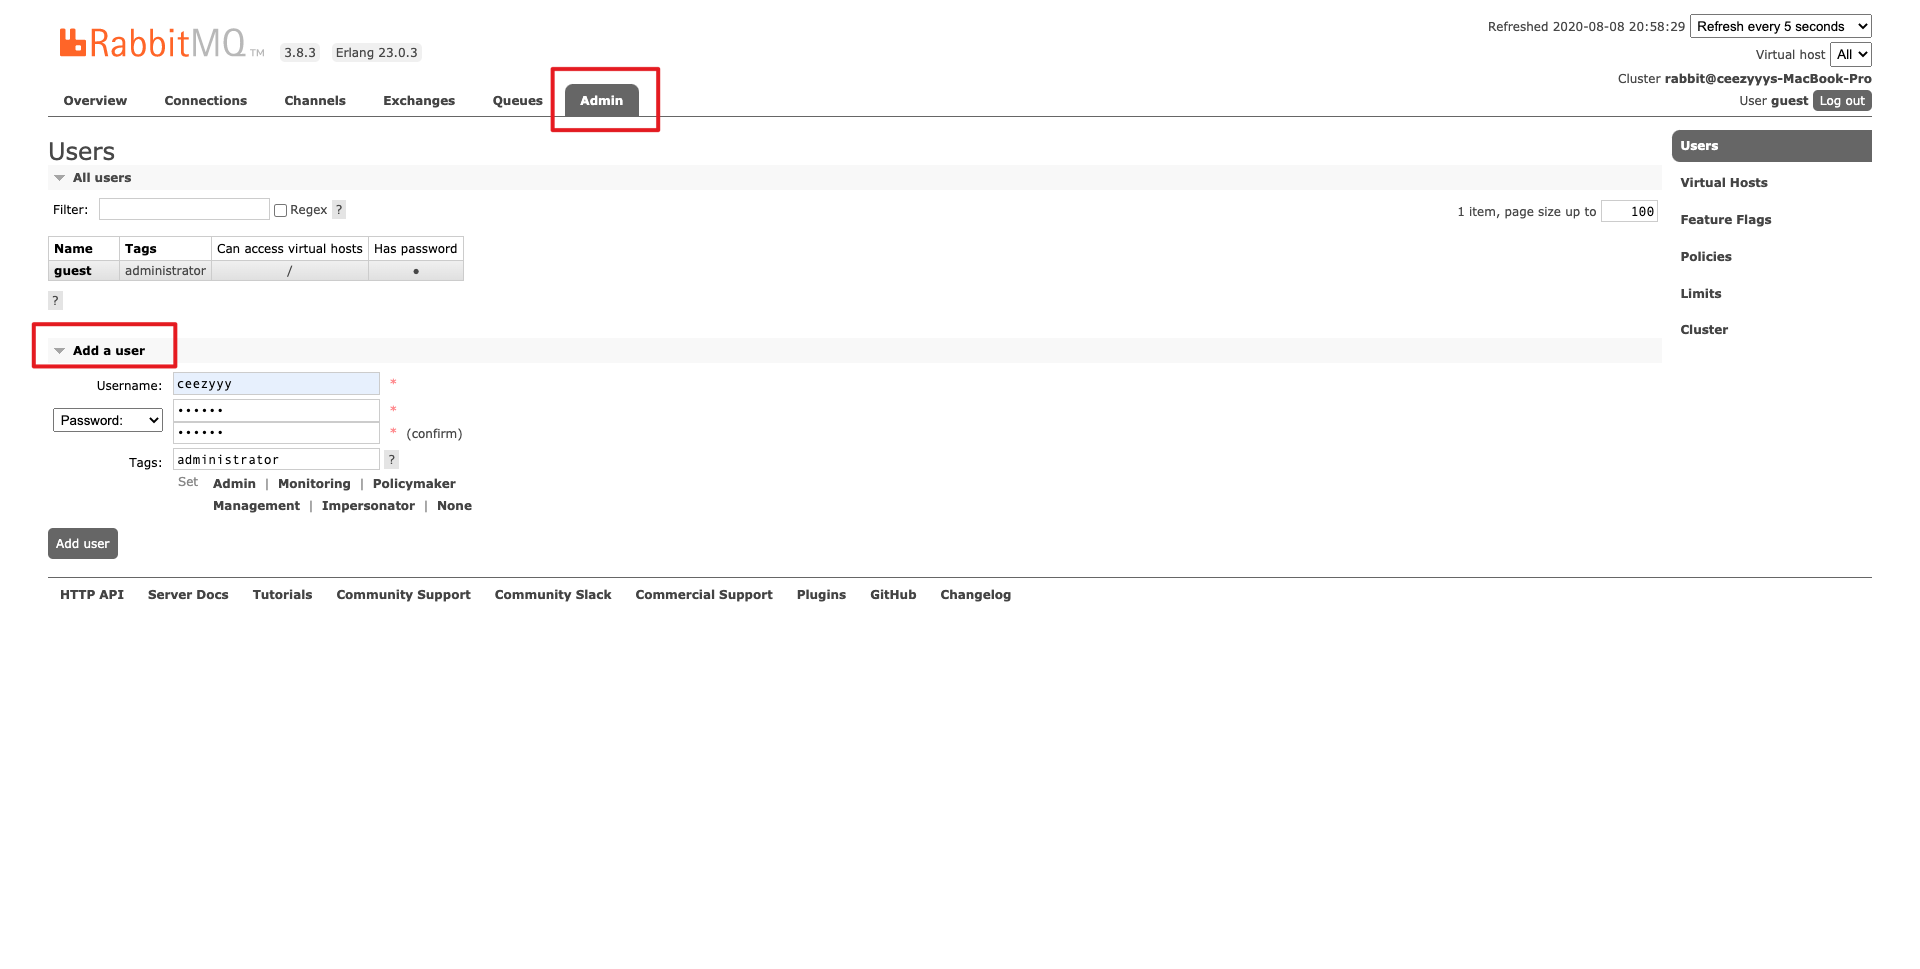 RabbitMQ TM 3.8.3 Erlang 23.0.3
Refreshed 2020-08-08 20:58:29 Refresh every 5 seconds
Virtual host All
Cluster rabbit@ceezyyys-MacBook-Pro
User guest Log out
Overview Connections Channels Exchanges Queues Admin
Users
All users
Filter: Regex ?
1 item, page size up to 100
Name Tags Can access virtual hosts Has password
guest administrator / ●
?
Add a user
Username: ceezyyy *
Password: •••••• *
•••••• * (confirm)
Tags: administrator ?
Set Admin | Monitoring | Policymaker
Management | Impersonator | None
Add user
Users
Virtual Hosts
Feature Flags
Policies
Limits
Cluster
HTTP API Server Docs Tutorials Community Support Community Slack Commercial Support Plugins GitHub Changelog